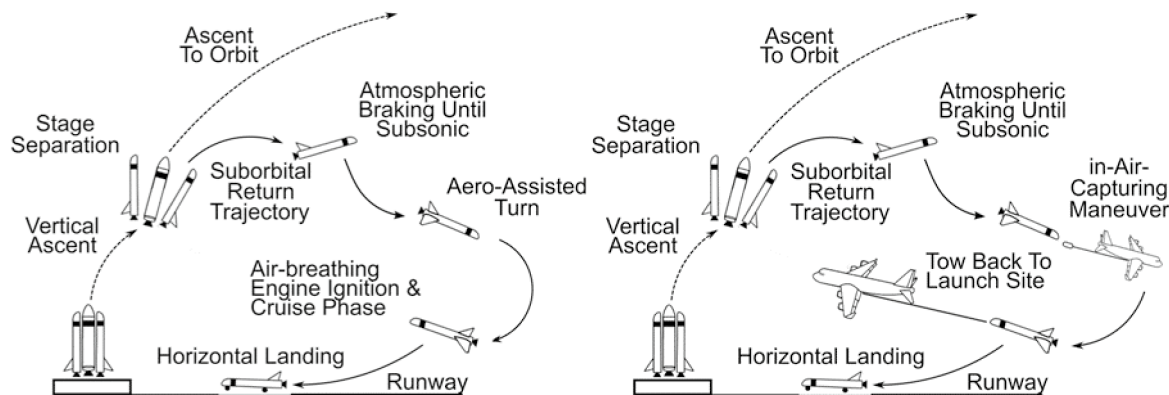 Ascent
To Orbit
Atmospheric
Braking Until
Subsonic
Stage
Separation
Suborbital
Return
Trajectory
Aero-Assisted
Turn
Vertical
Ascent
Air-breathing
Engine Ignition &
Cruise Phase
Horizontal Landing
Runway
Ascent
To Orbit
Atmospheric
Braking Until
Subsonic
Stage
Separation
Suborbital
Return
Trajectory
in-Air-
Capturing
Maneuver
Vertical
Ascent
Tow Back To
Launch Site
Horizontal Landing
Runway